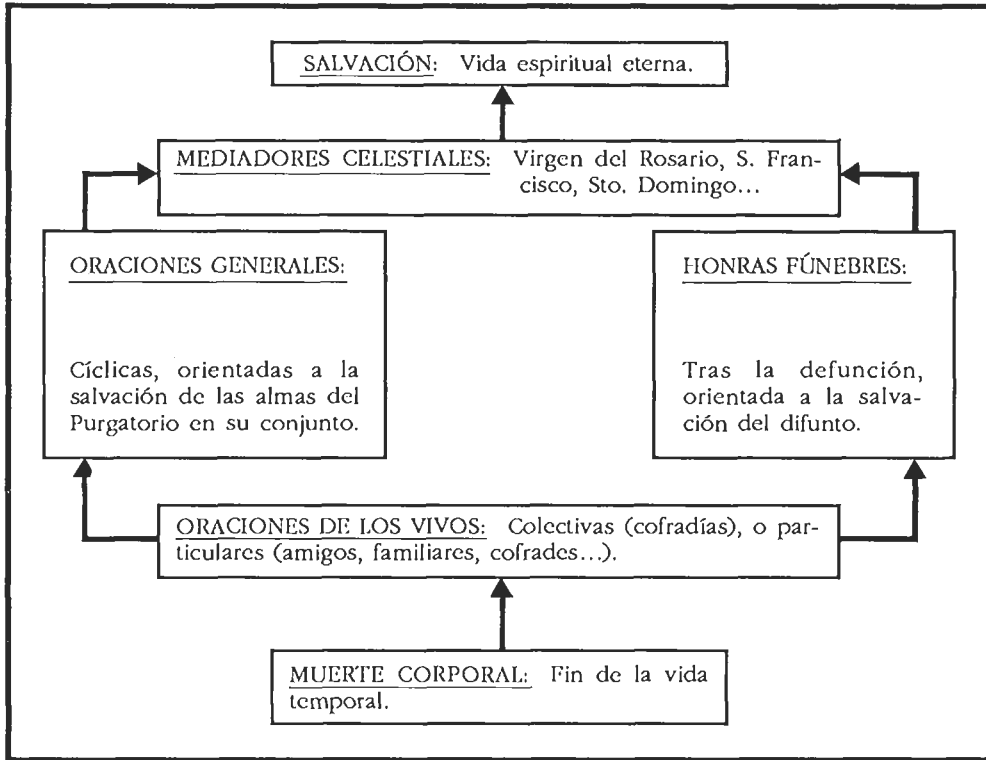 SALVACIÓN: Vida espiritual eterna.
MEDIADORES CELESTIALES: Virgen del Rosario, S. Fran-
cisco, Sto. Domingo...
ORACIONES GENERALES:
Cíclicas, orientadas a la
salvación de las almas del
Purgatorio en su conjunto.
HONRAS FÚNEBRES:
Tras la defunción,
orientada a la salva-
ción del difunto.
ORACIONES DE LOS VIVOS: Colectivas (cofradías), o par-
ticulares (amigos, familiares, cofrades...).
MUERTE CORPORAL: Fin de la vida
temporal.